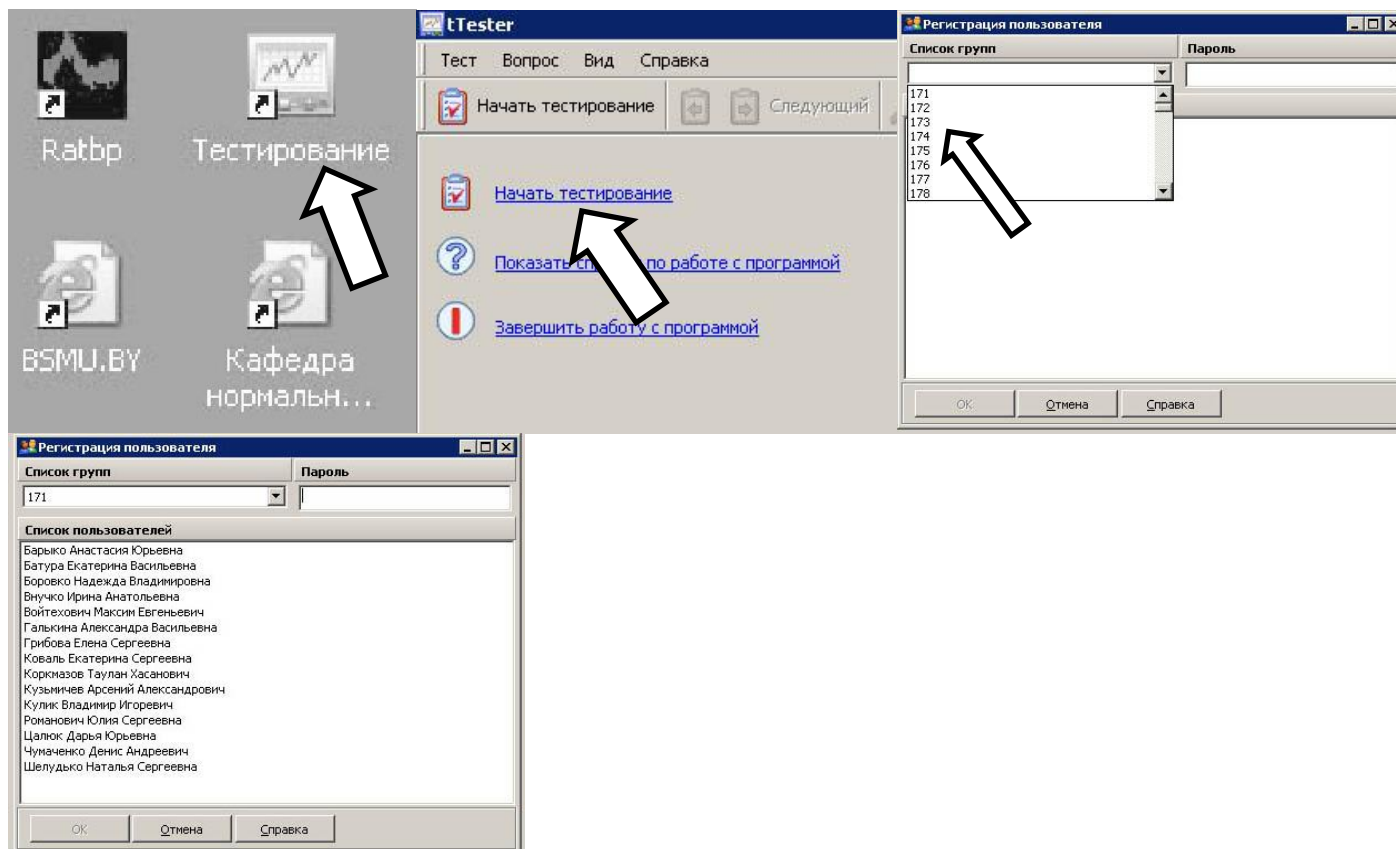 Ratbp
Тестирование
BSMU.BY
Кафедра
нормальн...
tTester
Тест Вопрос Вид Справка
Начать тестирование Следующий
Начать тестирование
Показать по работе с программой
Завершить работу с программой
Регистрация пользователя
Список групп Пароль
171
172
173
174
175
176
177
178
ОК Отмена Справка
Регистрация пользователя
Список групп Пароль
171
Список пользователей
Барыко Анастасия Юрьевна
Батура Екатерина Васильевна
Боровко Надежда Владимировна
Внучко Ирина Анатольевна
Войтехович Максим Евгеньевич
Галькина Александра Васильевна
Грибова Елена Сергеевна
Коваль Екатерина Сергеевна
Коркмазов Таулан Хасанович
Кузьмичев Арсений Александрович
Кулик Владимир Игоревич
Романович Юлия Сергеевна
Цалюк Дарья Юрьевна
Чумаченко Денис Андреевич
Шелудько Наталья Сергеевна
ОК Отмена Справка